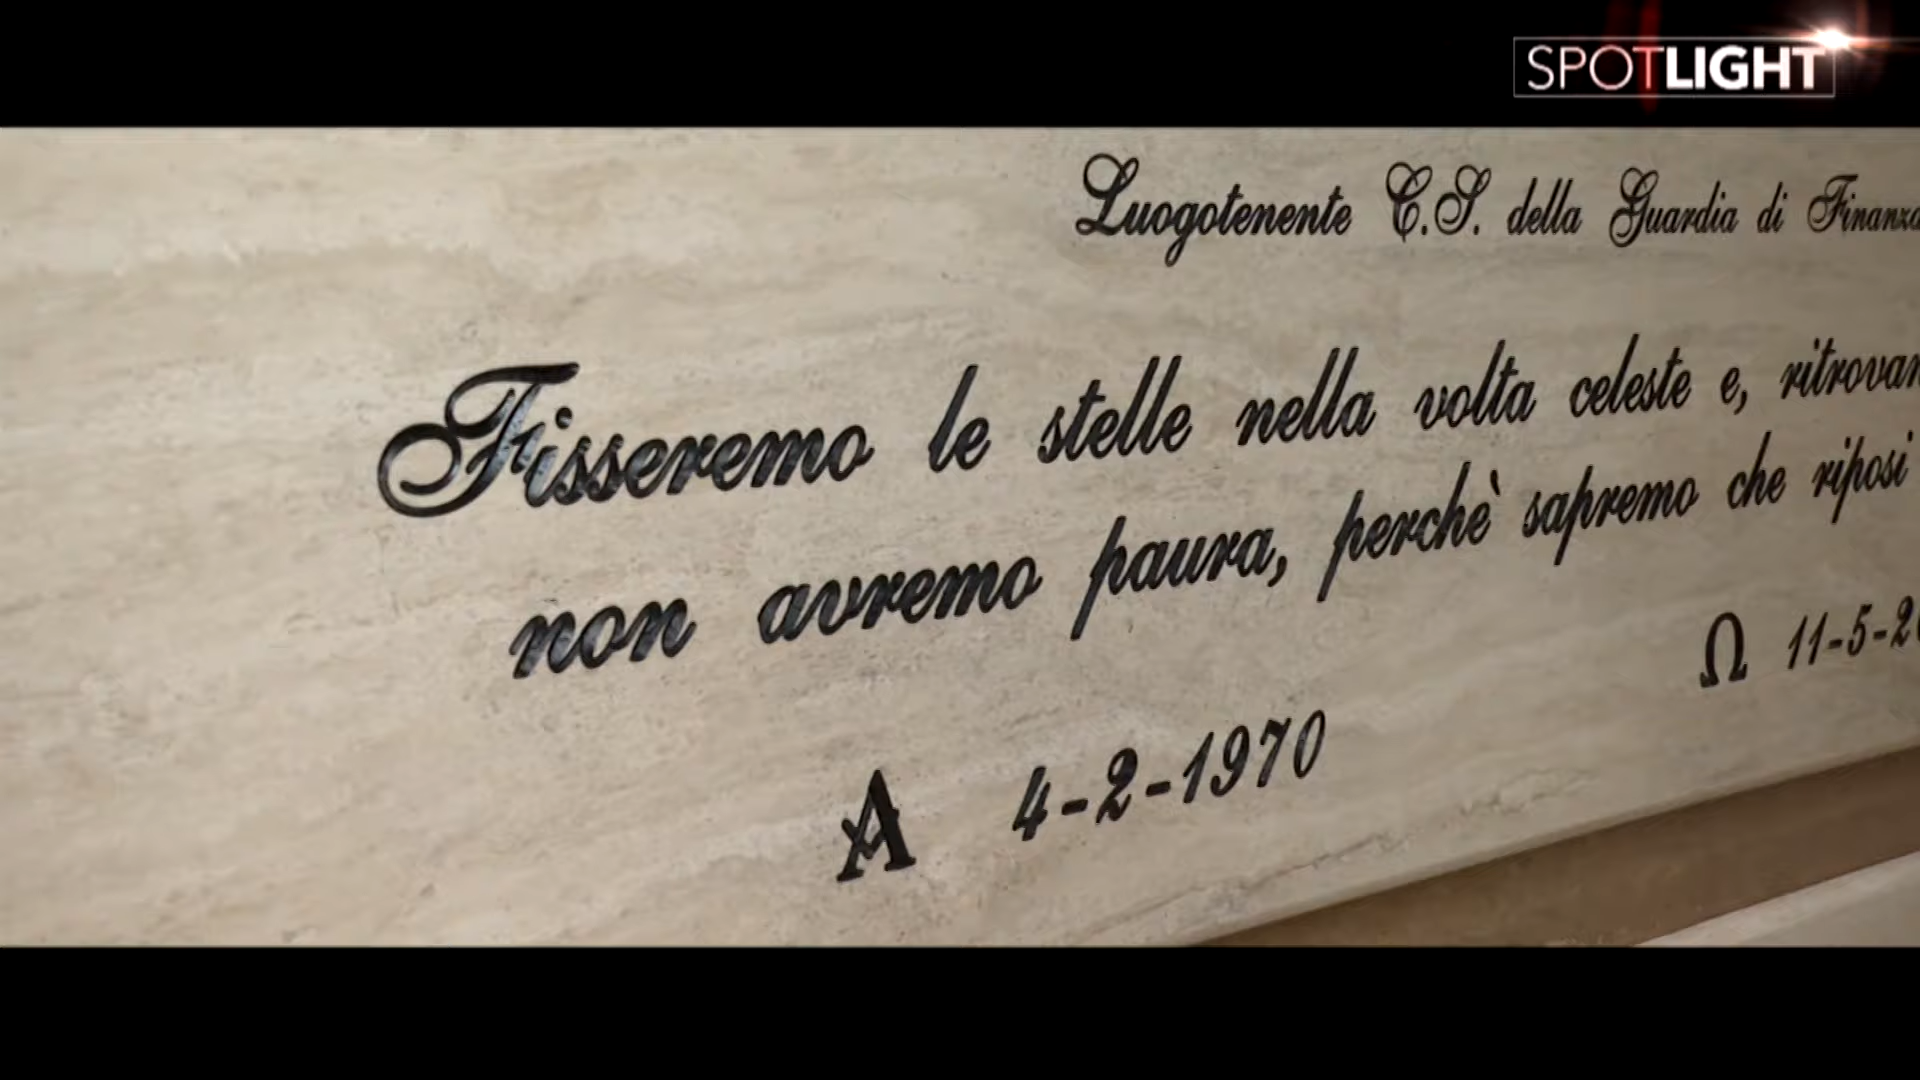 SPOTLIGHT
Luogotenente C.S. della Guardia di Finanza
Fisseremo le stelle nella volta celeste e,
non avremo paura, perchè sapremo che riposi
Ω 11-5-2
A 4-2-1970